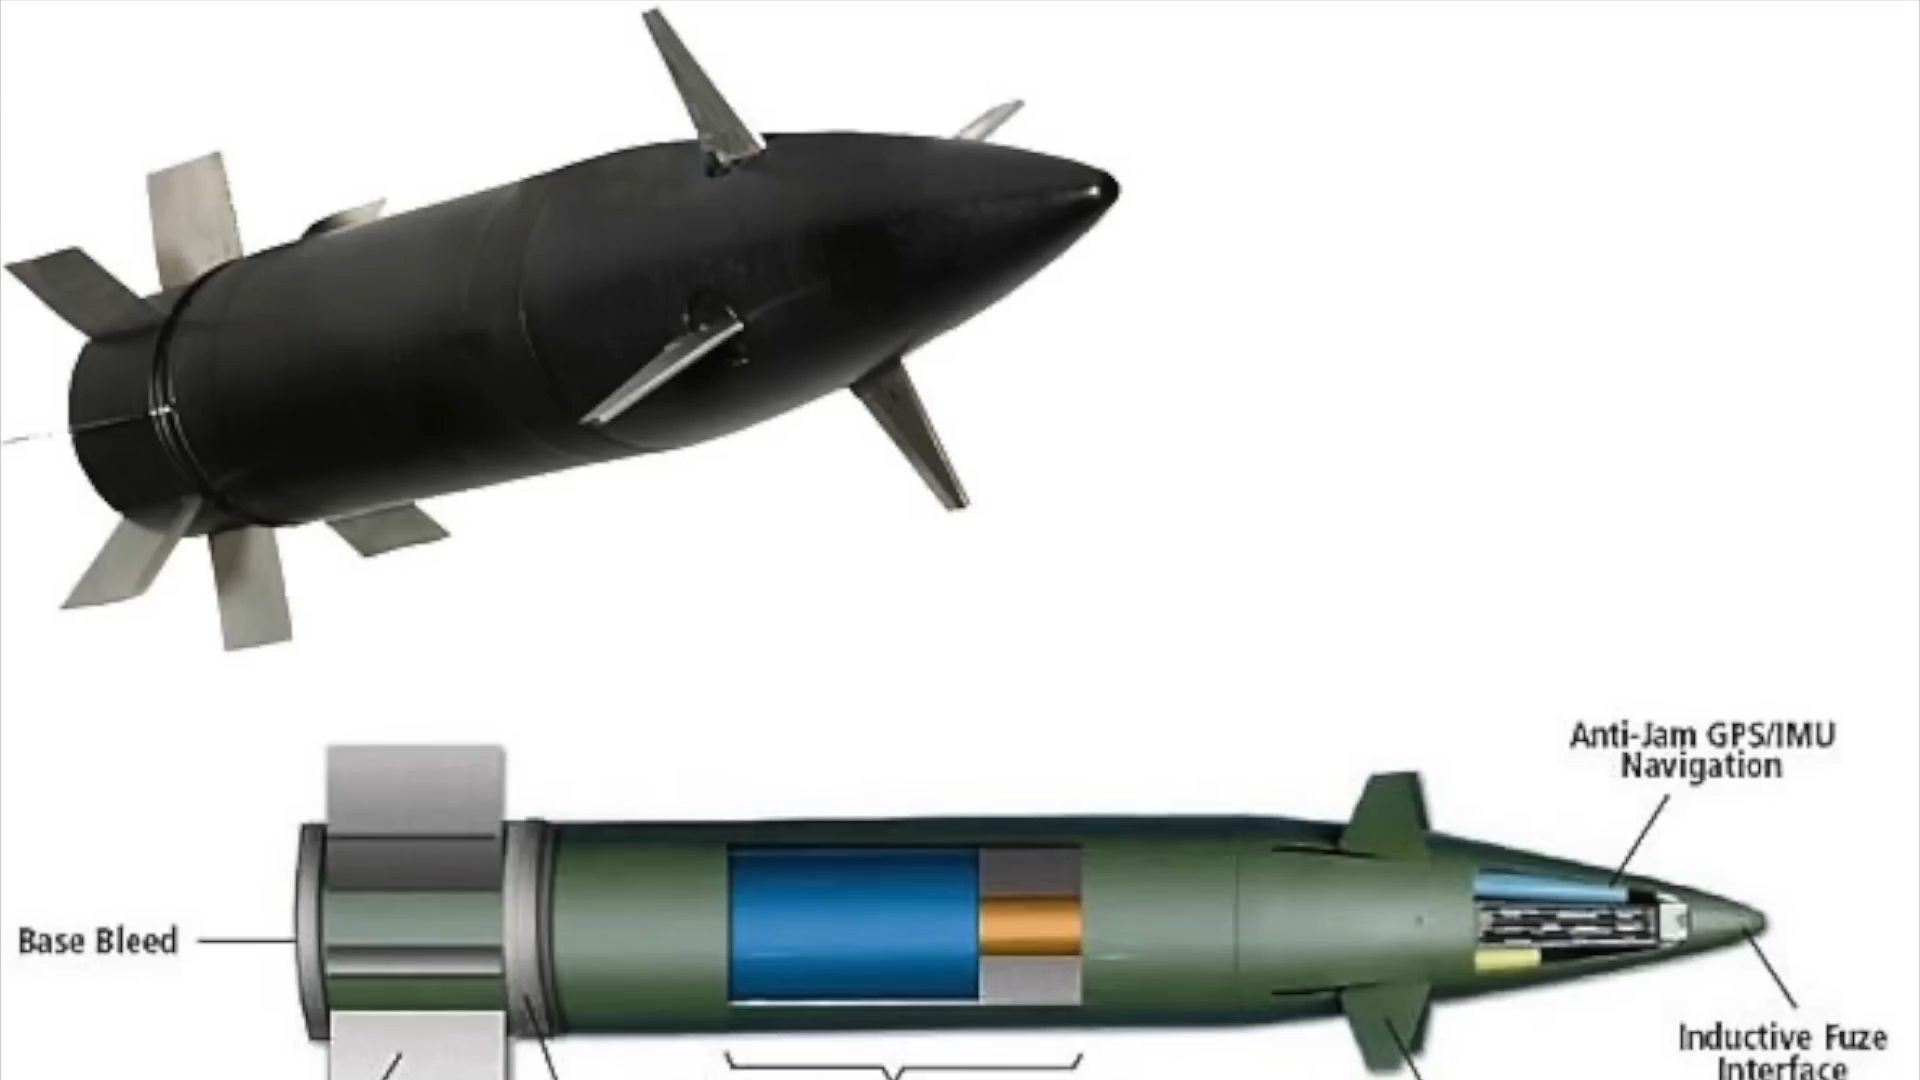 Anti-Jam GPS/IMU
Navigation
Base Bleed
Inductive Fuze
Interface